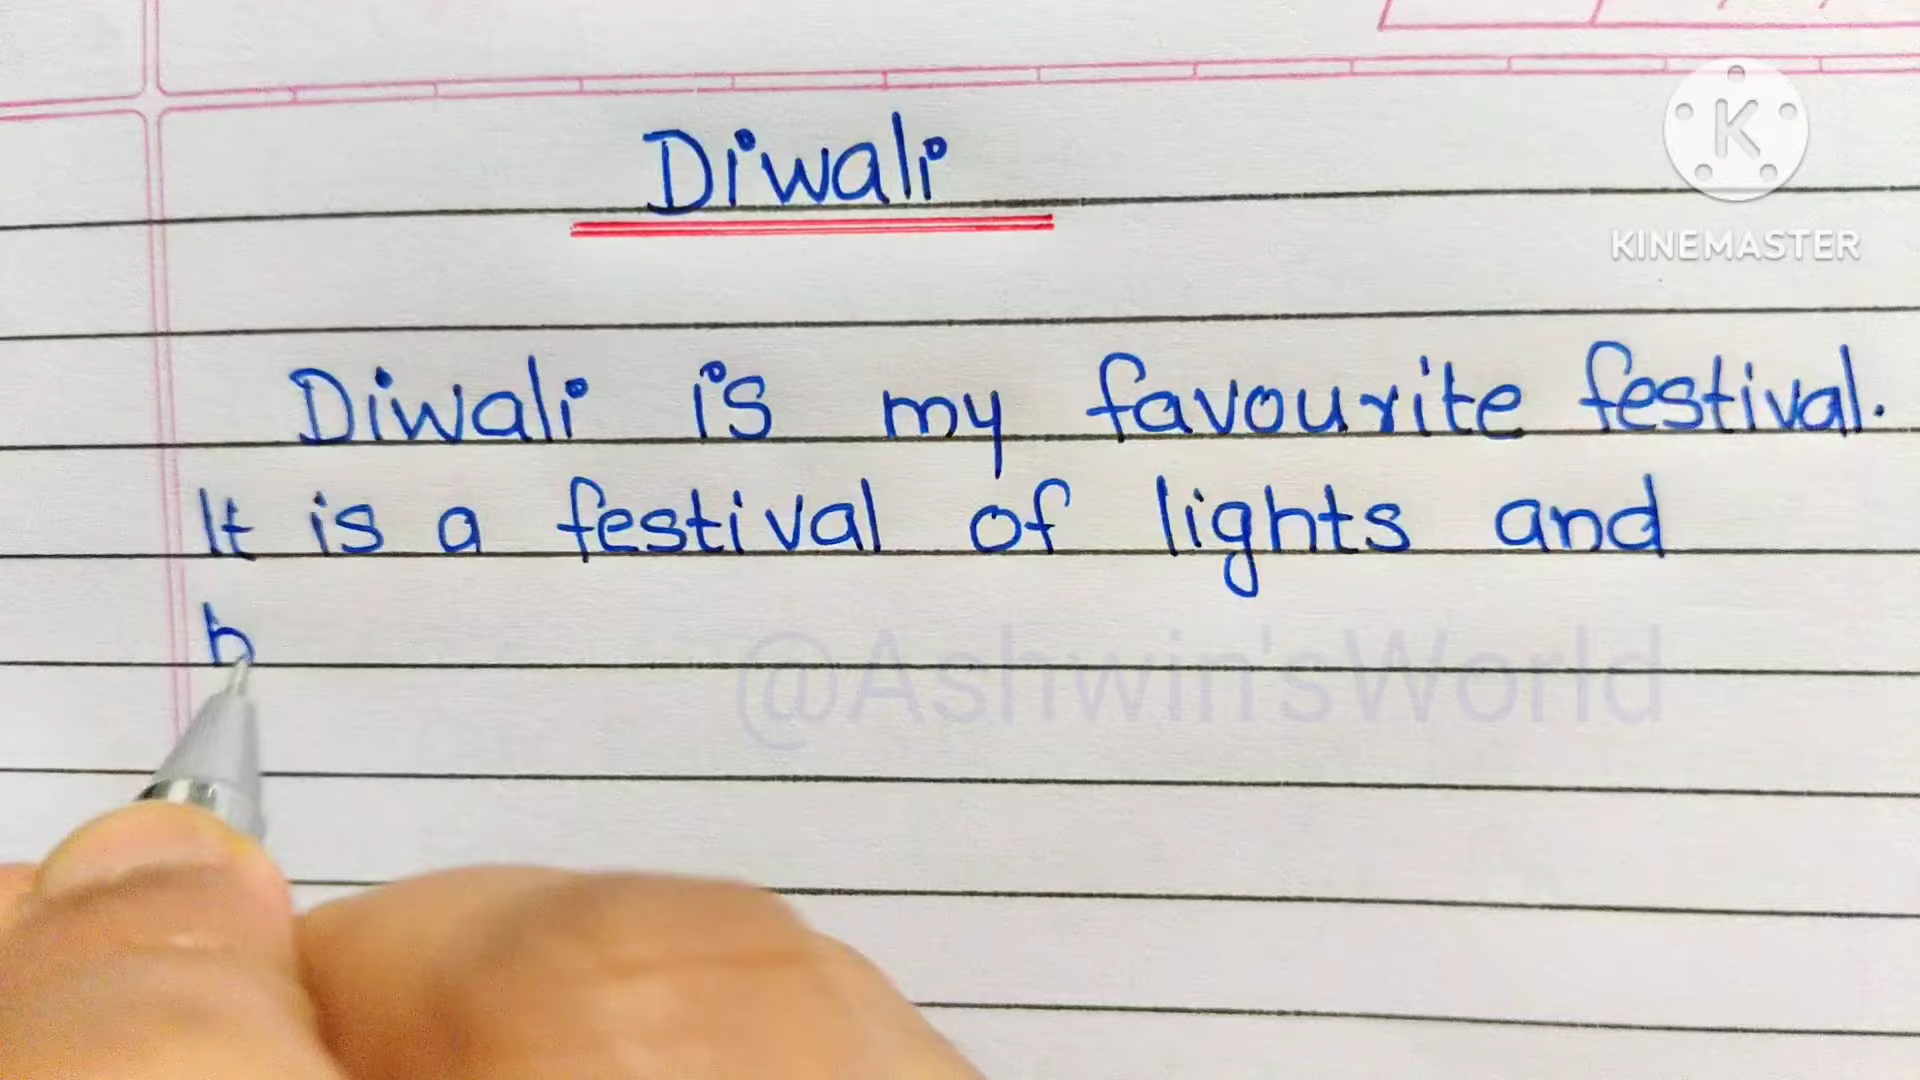 Diwali
K
KINEMASTER
Diwali is my favourite festival.
It is a festival of lights and
h
@Ashwin'sWorld